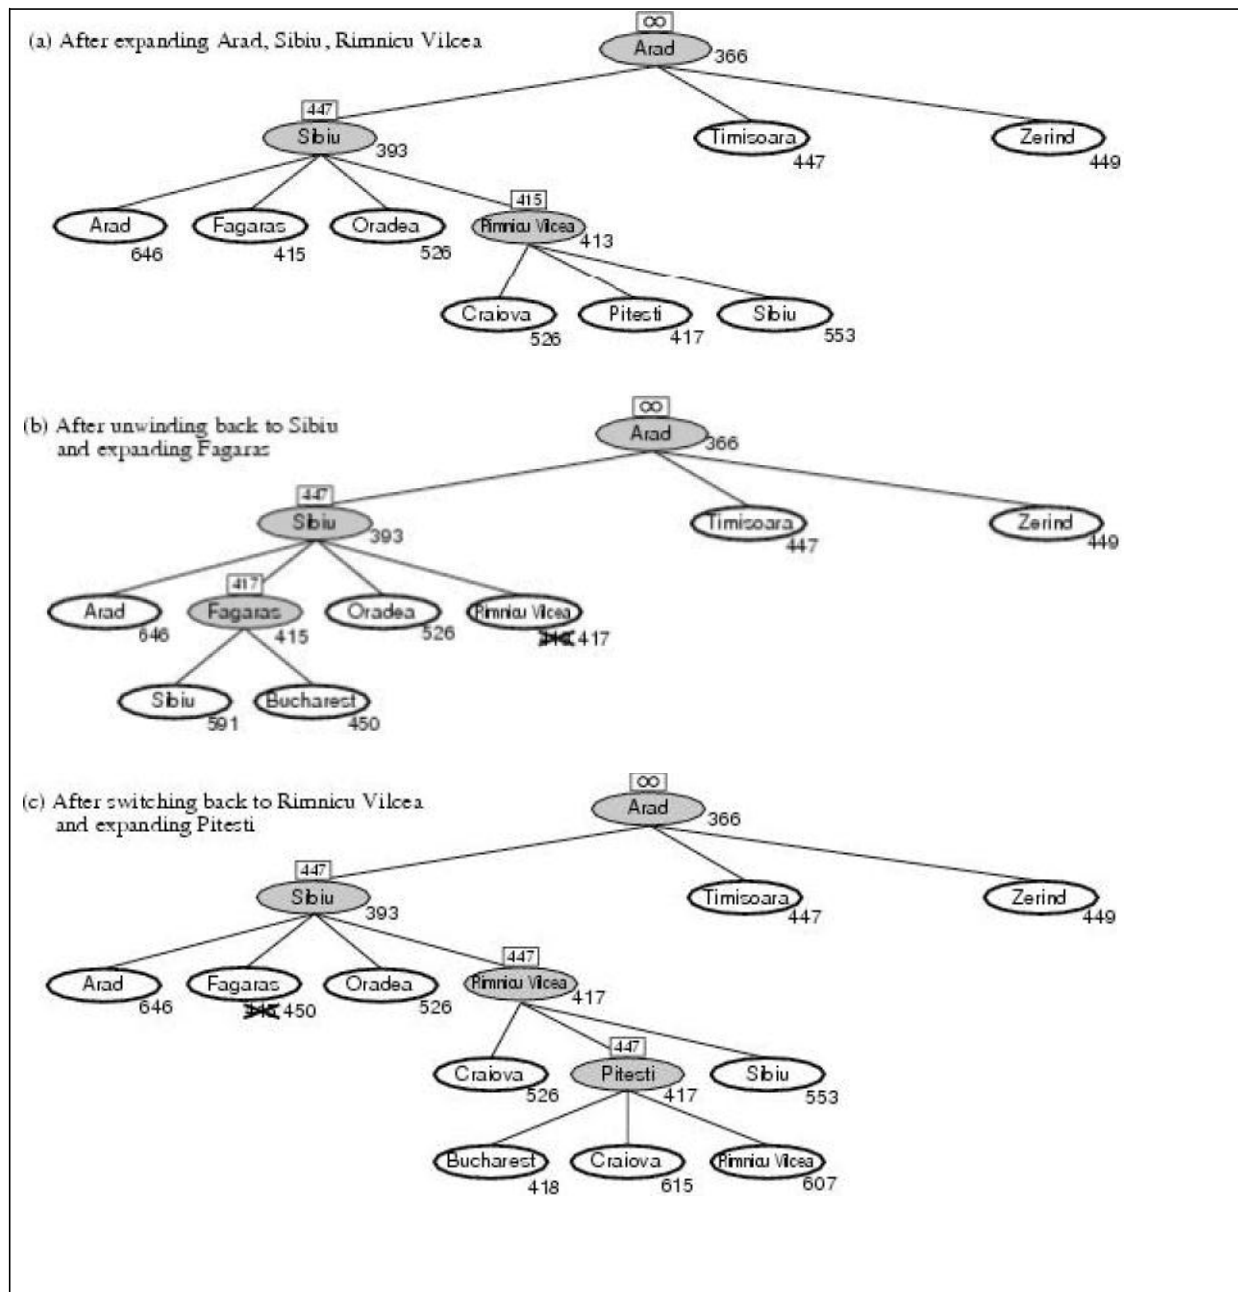 ∞
(a) After expanding Arad, Sibiu, Rimnicu Vilcea
Arad
366
447
Sibiu
393
Timisoara
447
Zerind
449
Arad
646
Fagaras
415
Oradea
526
415
Rimnicu Vilcea
413
Craiova
526
Pitesti
417
Sibiu
553
∞
(b) After unwinding back to Sibiu
and expanding Fagaras
Arad
366
447
Sibiu
393
Timisoara
447
Zerind
449
Arad
646
417
Fagaras
415
Oradea
526
Rimnicu Vilcea
417
Sibiu
591
Bucharest
450
∞
(c) After switching back to Rimnicu Vilcea
and expanding Pitesti
Arad
366
447
Sibiu
393
Timisoara
447
Zerind
449
Arad
646
Fagaras
450
Oradea
526
447
Rimnicu Vilcea
417
Craiova
526
447
Pitesti
417
Sibiu
553
Bucharest
418
Craiova
615
Rimnicu Vilcea
607